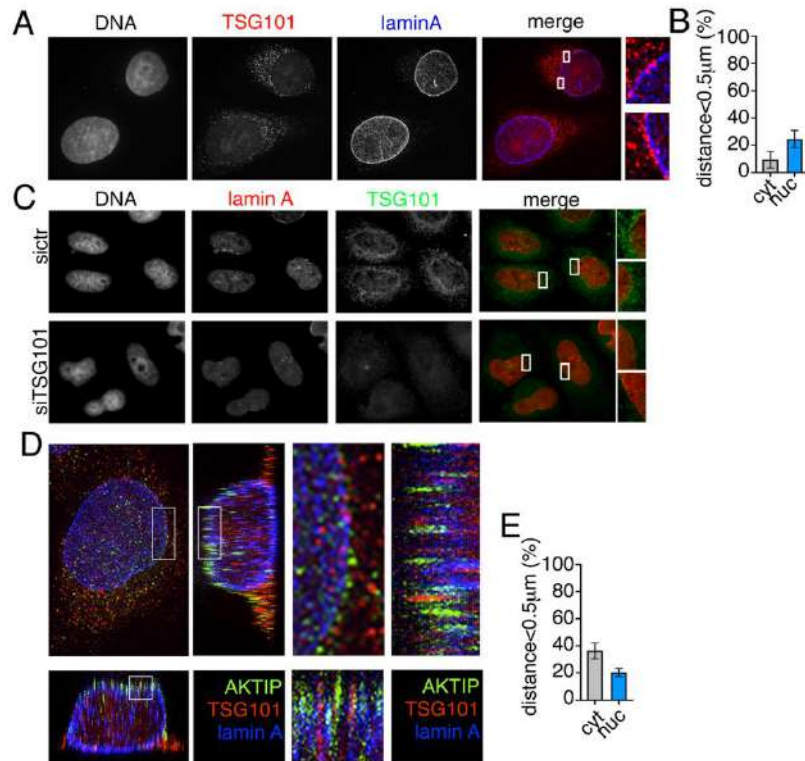 A
DNA
TSG101
laminA
merge
B
distance<0.5µm (%)
100
80
60
40
20
0
cyt
nuc
C
DNA
lamin A
TSG101
merge
sictr
siTSG101
D
AKTIP
TSG101
lamin A
AKTIP
TSG101
lamin A
E
distance<0.5µm (%)
100
80
60
40
20
0
cyt
nuc